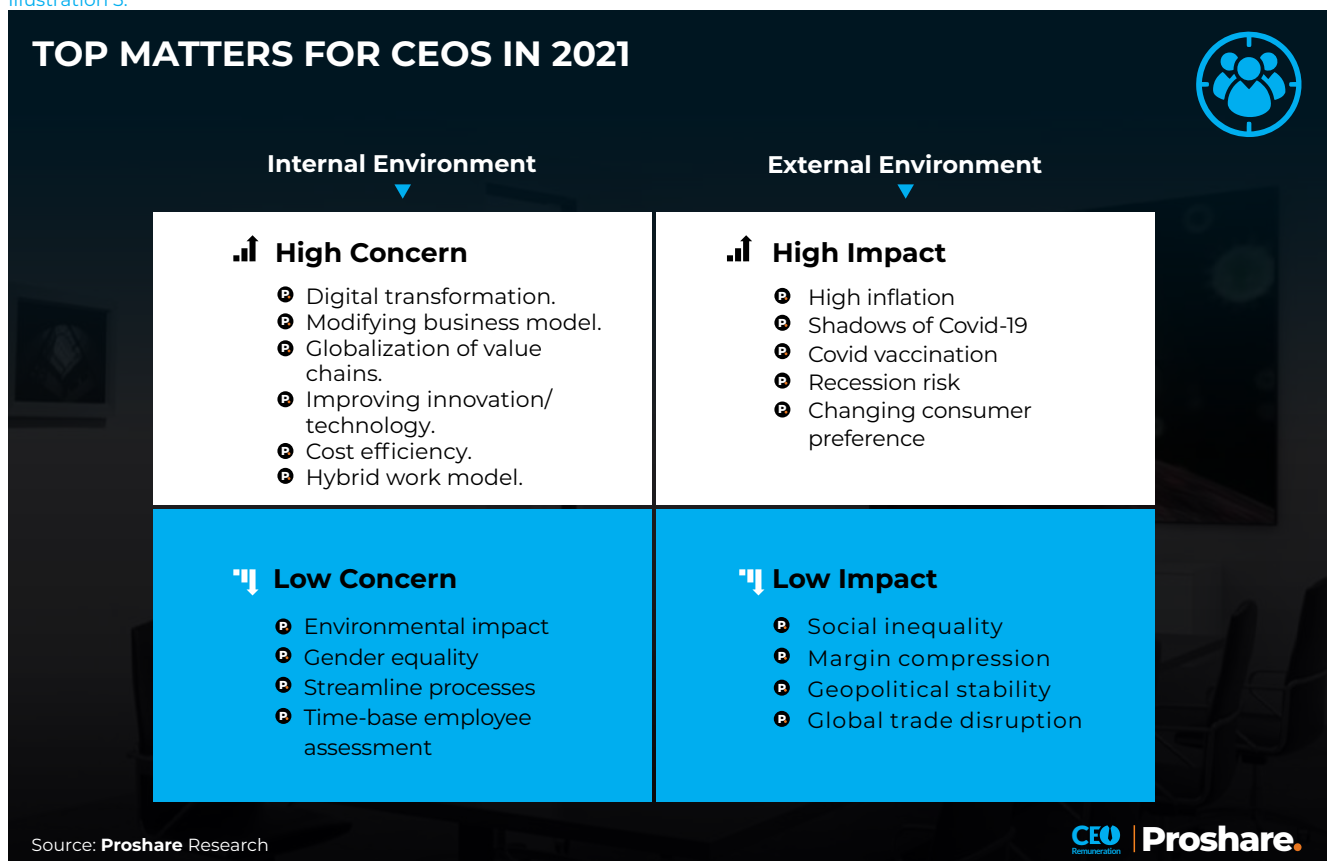 Illustration 3:
TOP MATTERS FOR CEOS IN 2021
Internal Environment
High Concern
Digital transformation.
Modifying business model.
Globalization of value
chains.
Improving innovation/
technology.
Cost efficiency.
Hybrid work model.
External Environment
High Impact
High inflation
Shadows of Covid-19
Covid vaccination
Recession risk
Changing consumer
preference
Low Concern
Environmental impact
Gender equality
Streamline processes
Time-base employee
assessment
Low Impact
Social inequality
Margin compression
Geopolitical stability
Global trade disruption
Source: Proshare Research
CEO
Remuneration
Proshare.